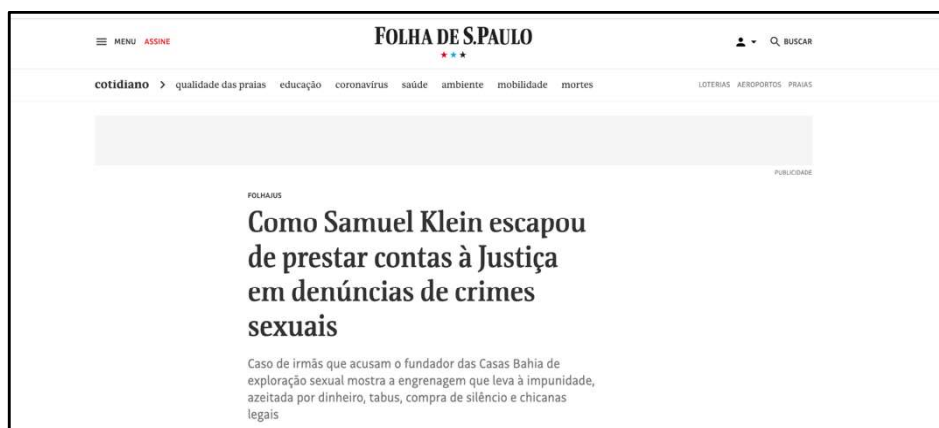 MENU ASSINE
FOLHA DE S.PAULO
BUSCAR
cotidiano > qualidade das praias educação coronavírus saúde ambiente mobilidade mortes
LOTERIAS AEROPORTOS PRAIAS
PUBLICIDADE
FOLHAJUS
Como Samuel Klein escapou
de prestar contas à Justiça
em denúncias de crimes
sexuais
Caso de irmãs que acusam o fundador das Casas Bahia de
exploração sexual mostra a engrenagem que leva à impunidade,
azeitada por dinheiro, tabus, compra de silêncio e chicanas
legais